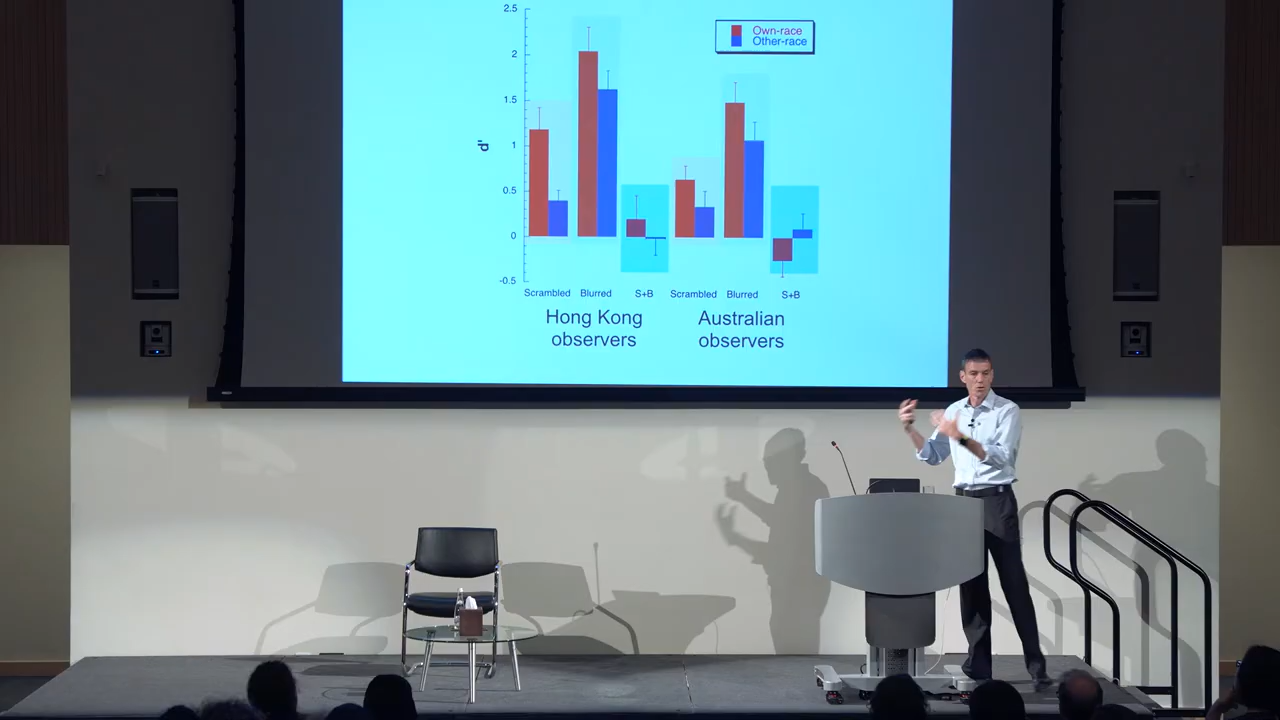 2.5
2
1.5
1
0.5
0
-0.5
d'
Own-race
Other-race
Scrambled Blurred S+B Scrambled Blurred S+B
Hong Kong observers
Australian observers